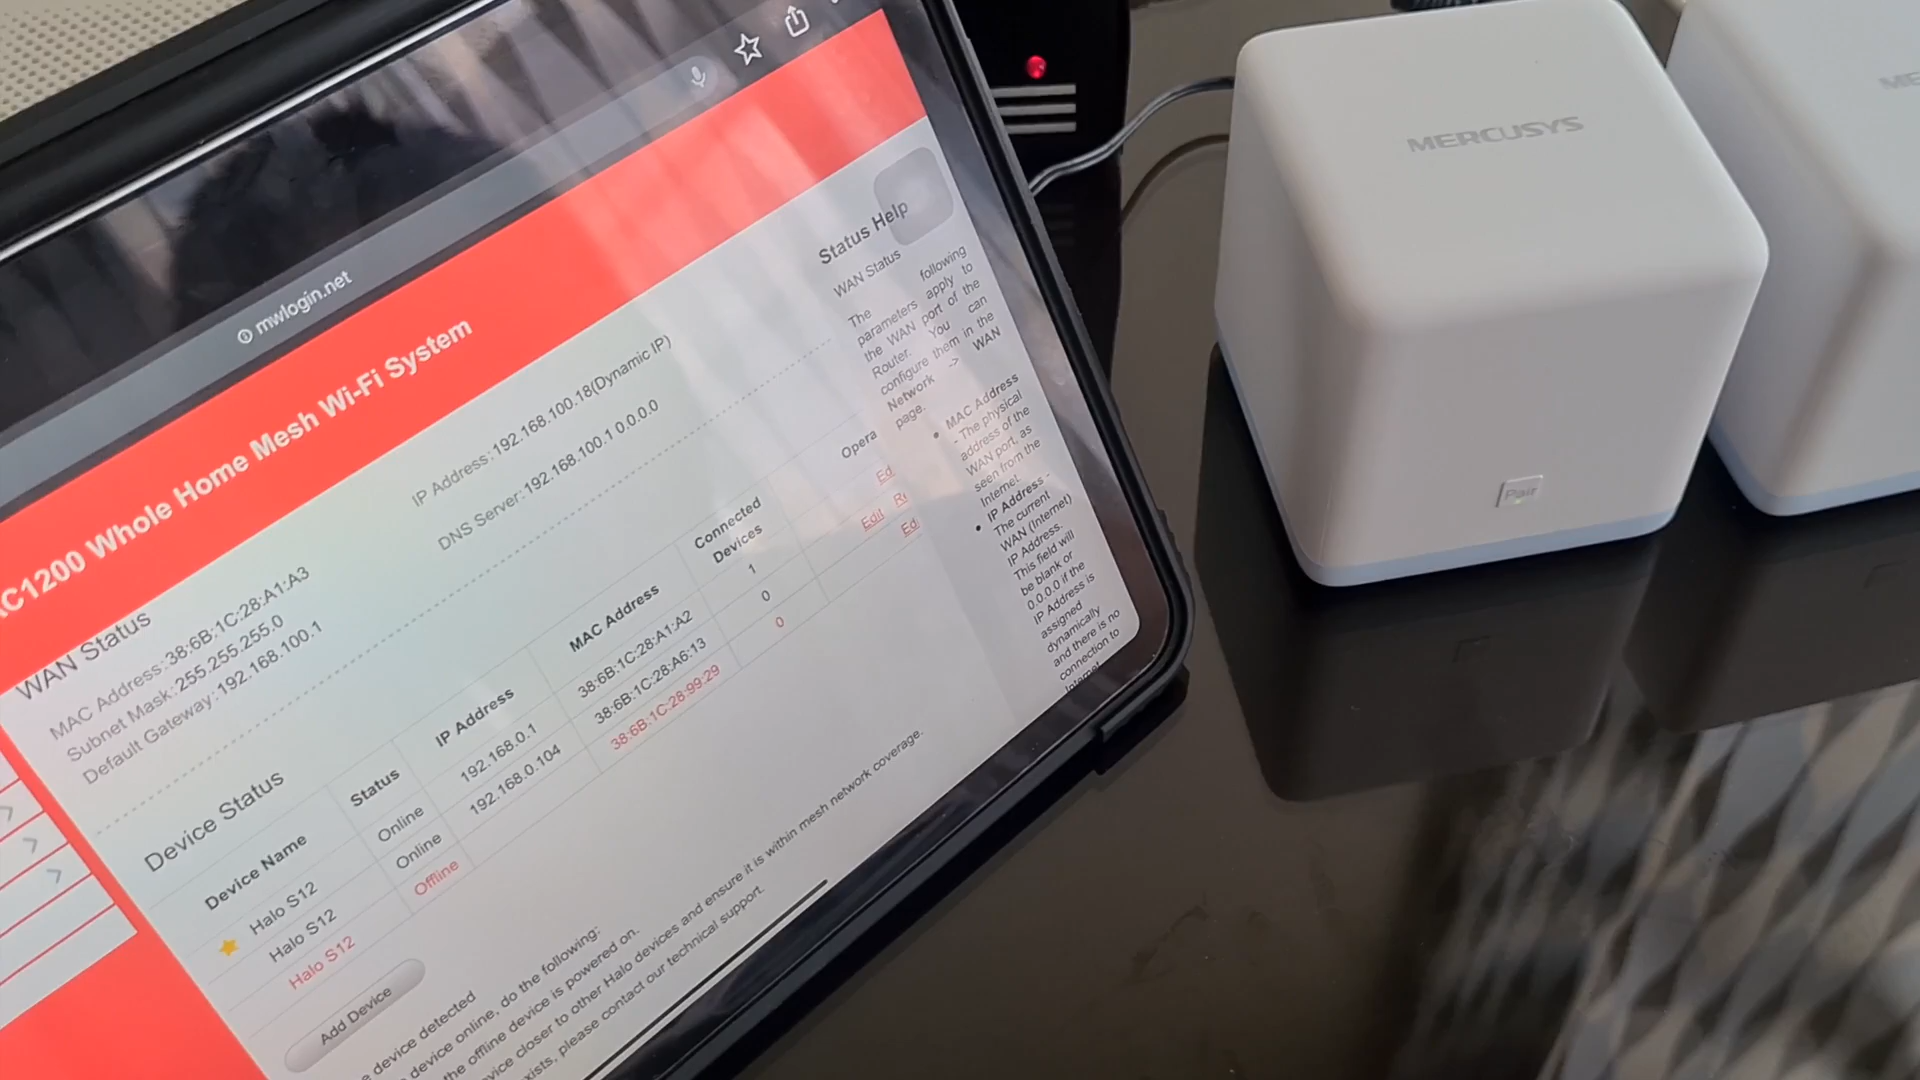 mwlogin.net
C1200 Whole Home Mesh Wi-Fi System
WAN Status
MAC Address:38:6B:1C:28:A1:A3
IP Address:192.168.100.18(Dynamic IP)
Subnet Mask:255.255.255.0
DNS Server:192.168.100.1 0.0.0.0
Default Gateway:192.168.100.1
Device Status
Device Name Status IP Address MAC Address Connected Devices Opera
Halo S12 Online 192.168.0.1 38:6B:1C:28:A1:A2 1 Ed
Halo S12 Online 192.168.0.104 38:6B:1C:28:A6:13 0 Edit Re
Halo S12 Offline 38:6B:1C:28:99:29 0 Ed
Add Device
device detected
device online, do the following:
the offline device is powered on.
vice closer to other Halo devices and ensure it is within mesh network coverage.
xists, please contact our technical support.
Status Help
WAN Status
The following
parameters apply to
the WAN port of the
Router. You can
configure them in the
Network -> WAN
page.
MAC Address
- The physical
address of the
WAN port, as
seen from the
Internet.
IP Address -
The current
WAN (Internet)
IP Address.
This field will
be blank or
0.0.0.0 if the
IP Address is
assigned
dynamically
and there is no
connection to
Internet.
MERCUSYS
Pair
ME